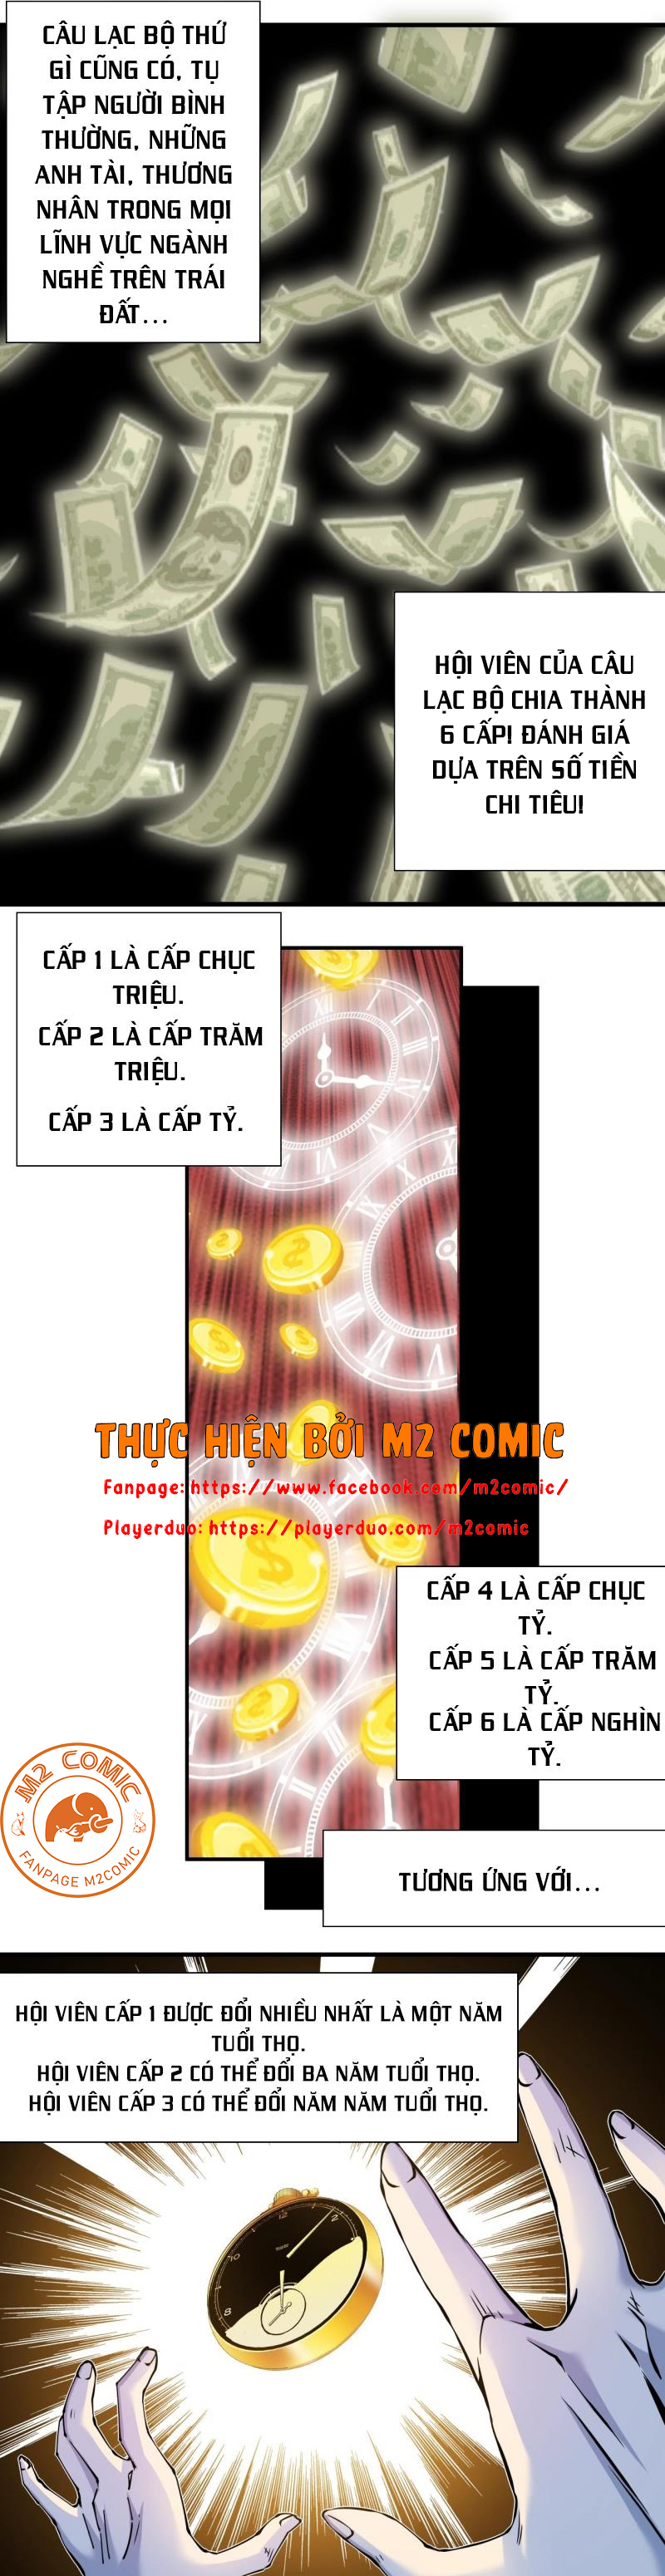 CÂU LẠC BỘ THỨ
GÌ CŨNG CÓ, TỤ
TẬP NGƯỜI BÌNH
THƯỜNG, NHỮNG
ANH TÀI, THƯƠNG
NHÂN TRONG MỌI
LĨNH VỰC NGÀNH
NGHỀ TRÊN TRÁI
ĐẤT...
HỘI VIÊN CỦA CÂU
LẠC BỘ CHIA THÀNH
6 CẤP! ĐÁNH GIÁ
DỰA TRÊN SỐ TIỀN
CHI TIÊU!
CẤP 1 LÀ CẤP CHỤC
TRIỆU.
CẤP 2 LÀ CẤP TRĂM
TRIỆU.
CẤP 3 LÀ CẤP TỶ.
THỰC HIỆN BỞI M2 COMIC
Fanpage: https://www.facebook.com/m2comic/
Playerduo: https://playerduo.com/m2comic
CẤP 4 LÀ CẤP CHỤC
TỶ.
CẤP 5 LÀ CẤP TRĂM
TỶ.
CẤP 6 LÀ CẤP NGHÌN
TỶ.
M2 COMIC
FANPAGE M2COMIC
TƯƠNG ỨNG VỚI...
HỘI VIÊN CẤP 1 ĐƯỢC ĐỔI NHIỀU NHẤT LÀ MỘT NĂM
TUỔI THỌ.
HỘI VIÊN CẤP 2 CÓ THỂ ĐỔI BA NĂM TUỔI THỌ.
HỘI VIÊN CẤP 3 CÓ THỂ ĐỔI NĂM NĂM TUỔI THỌ.
12
2
10
8